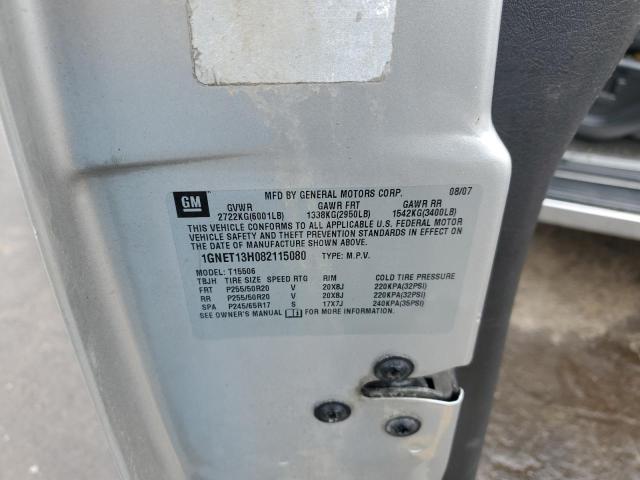 GM
MFD BY GENERAL MOTORS CORP. 08/07
GVWR GAWR FRT GAWR RR
2722KG(6001LB) 1338KG(2950LB) 1542KG(3400LB)
THIS VEHICLE CONFORMS TO ALL APPLICABLE U.S. FEDERAL MOTOR
VEHICLE SAFETY AND THEFT PREVENTION STANDARDS IN EFFECT ON
THE DATE OF MANUFACTURE SHOWN ABOVE.
1GNET13H082115080 TYPE: M.P.V.
MODEL: T15506
TBJH TIRE SIZE SPEED RTG RIM COLD TIRE PRESSURE
FRT P255/50R20 V 20X8J 220KPA(32PSI)
RR P255/50R20 V 20X8J 220KPA(32PSI)
SPA P245/65R17 S 17X7J 240KPA(35PSI)
SEE OWNER'S MANUAL FOR MORE INFORMATION.